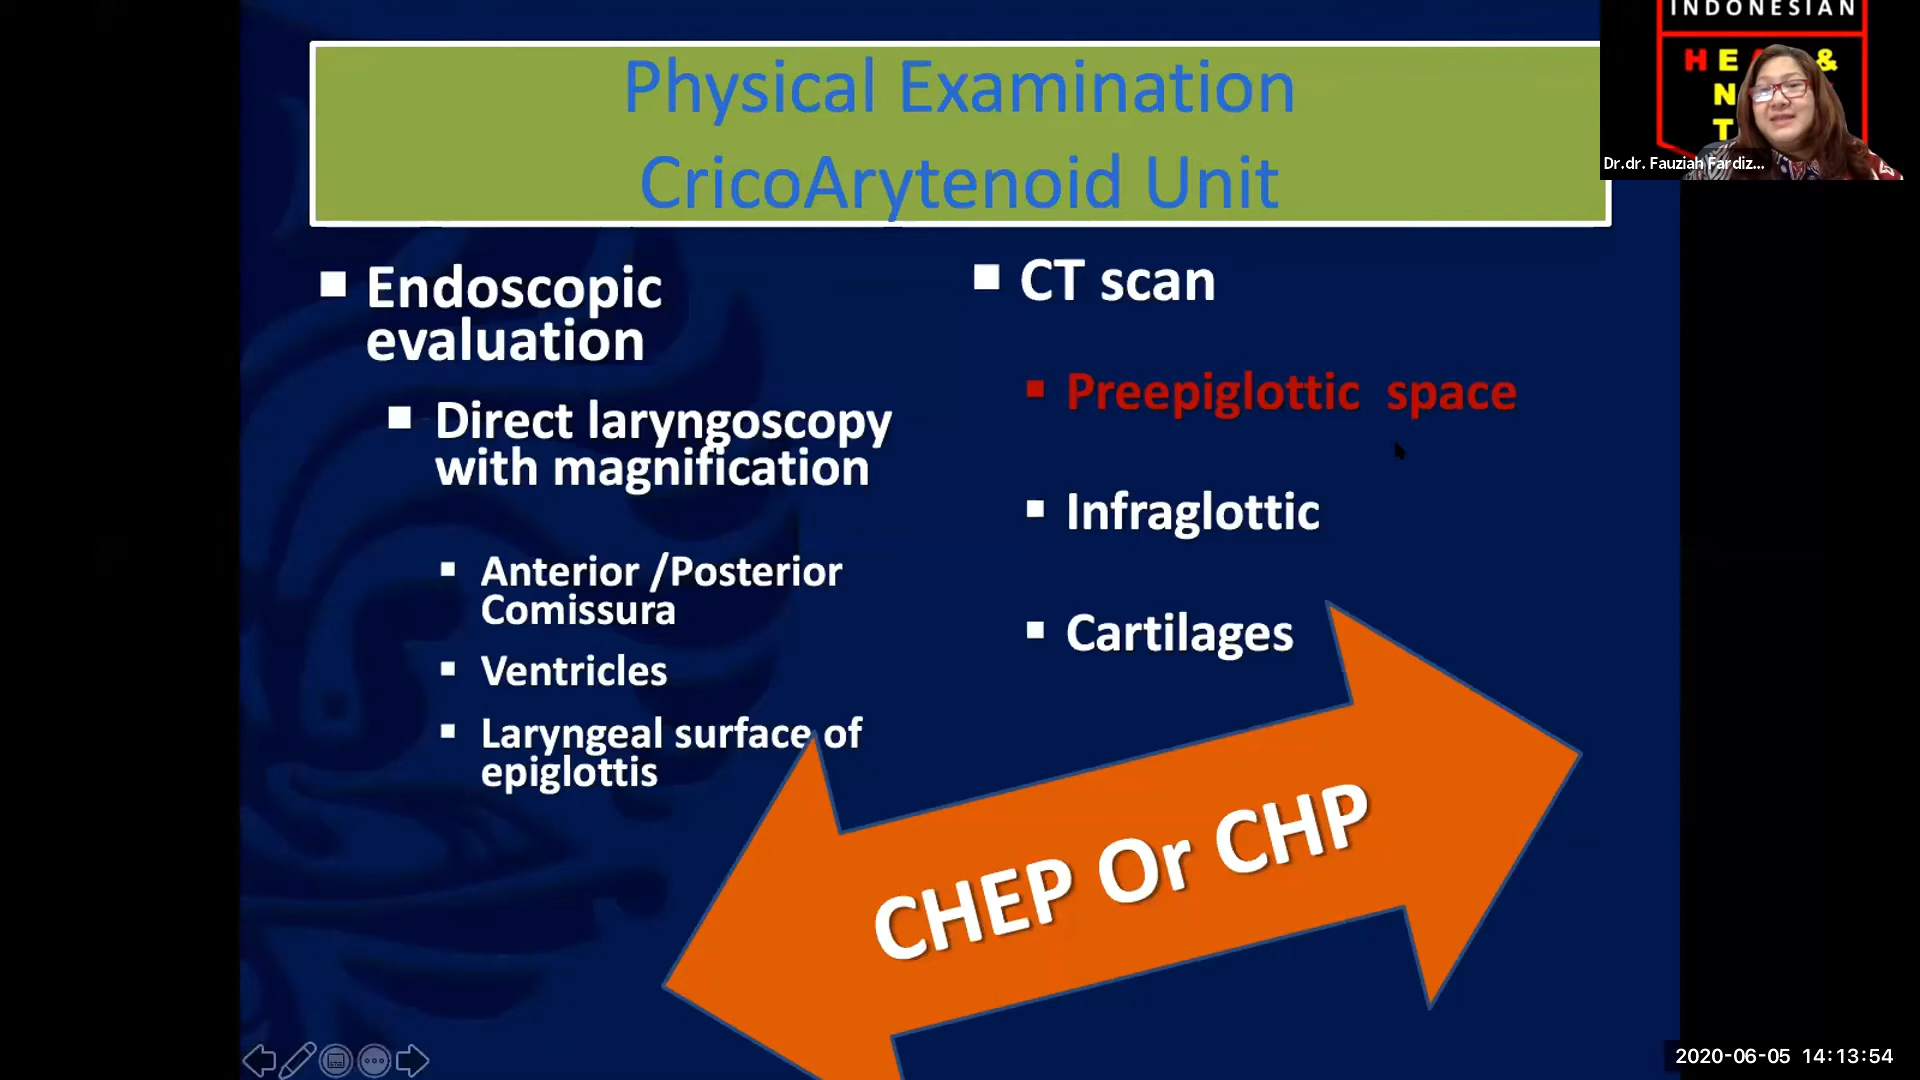 Physical Examination
CricoArytenoid Unit
Endoscopic
evaluation
Direct laryngoscopy
with magnification
Anterior /Posterior
Comissura
Ventricles
Laryngeal surface of
epiglottis
CT scan
Preepiglottic space
Infraglottic
Cartilages
CHEP Or CHP
INDONESIAN
&
Dr.dr. Fauziah Fardiz...
2020-06-05 14:13:54